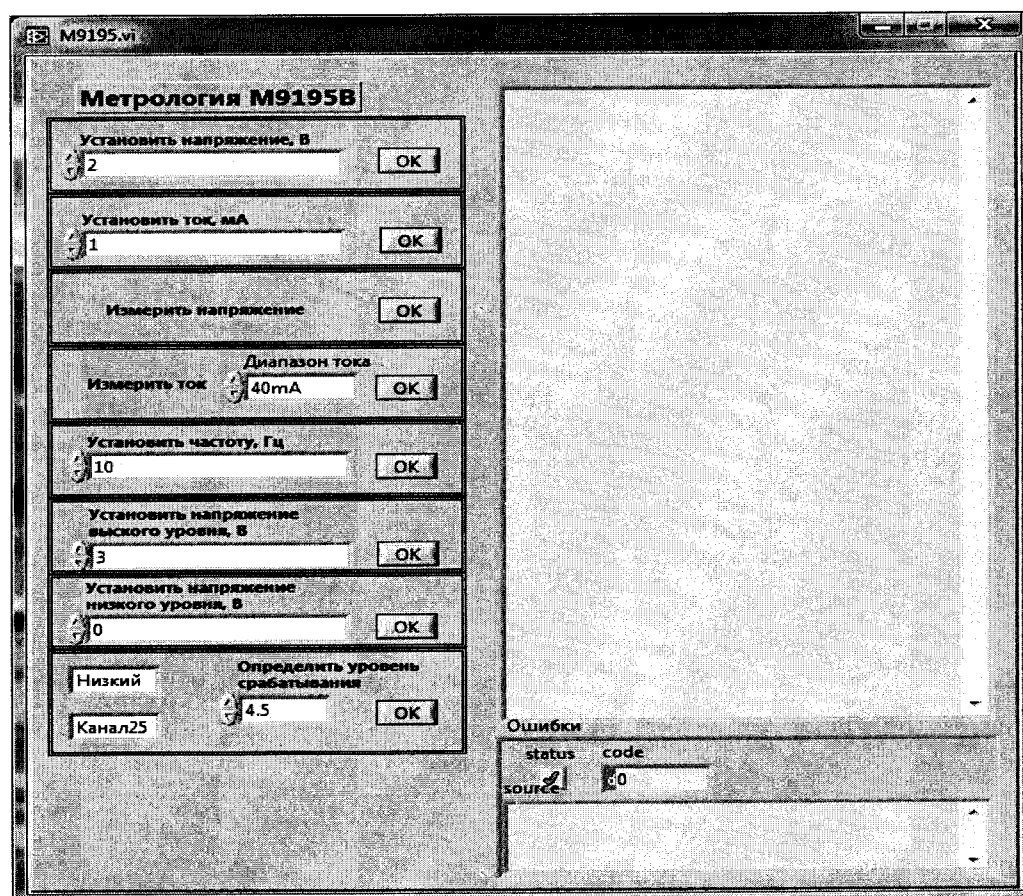 M9195.vi
Метрология M9195B
Установить напряжение, В
2
OK
Установить ток, мА
1
OK
Измерить напряжение
OK
Диапазон тока
Измерить ток
40mA
OK
Установить частоту, Гц
10
OK
Установить напряжение
выского уровня, В
3
OK
Установить напряжение
низкого уровня, В
0
OK
Низкий
Определить уровень
срабатывания
4.5
OK
Канал25
Ошибки
status
code
d0
source